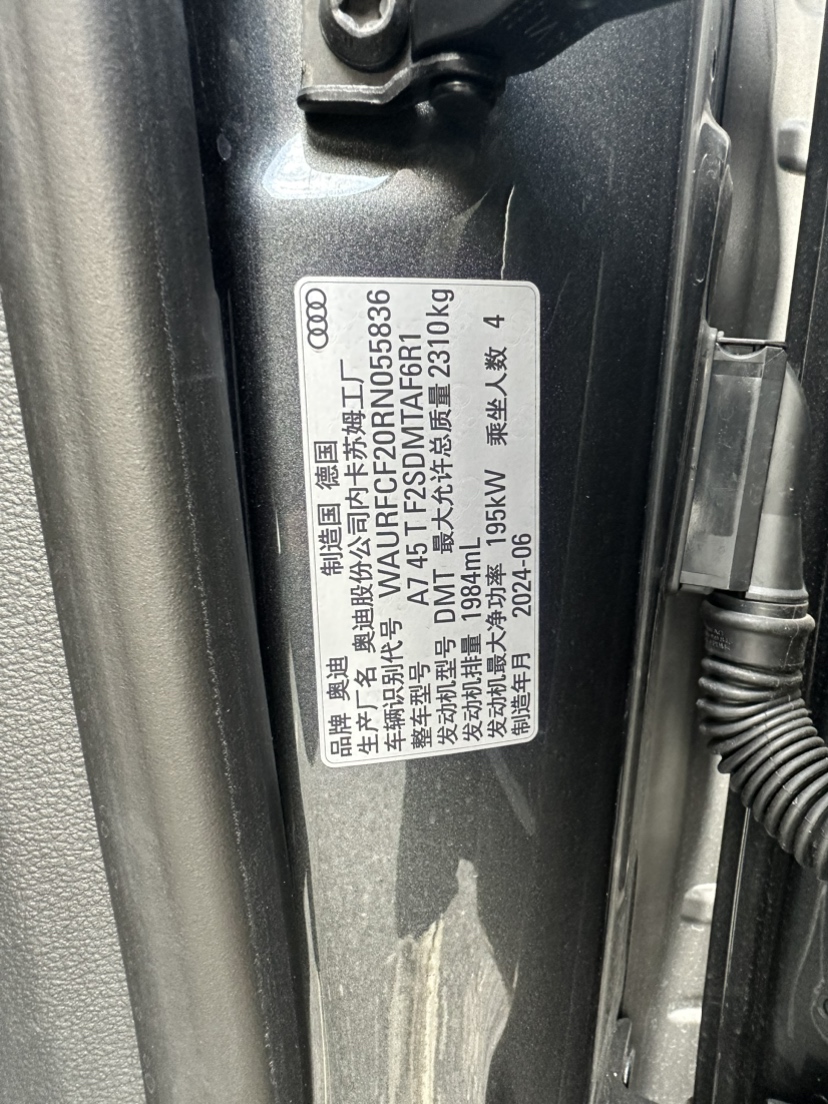 品牌 奥迪 制造国 德国
生产厂名 奥迪股份公司内卡苏姆工厂
车辆识别代号 WAURFCF20RN055836
整车型号 A7 45 T F2SDMTAF6R1
发动机型号 DMT 最大允许总质量 2310kg
发动机排量 1984mL
发动机最大净功率 195kW 乘坐人数 4
制造年月 2024-06